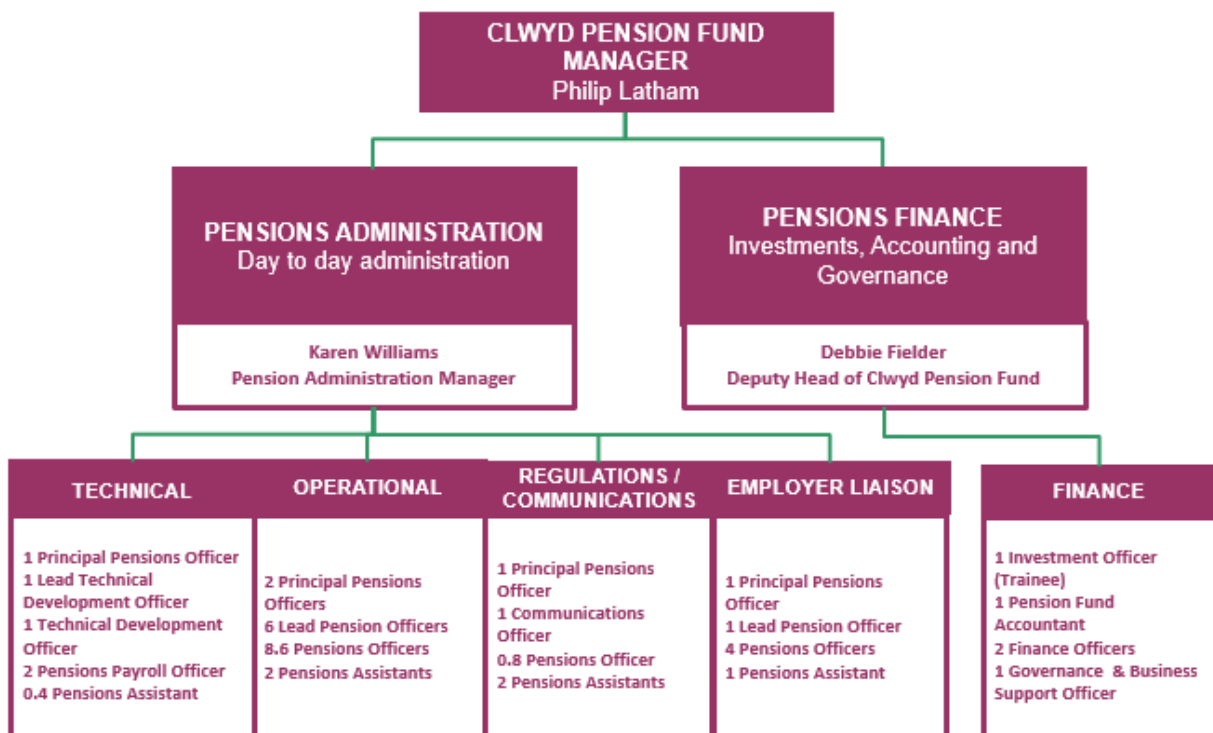 CLWYD PENSION FUND
MANAGER
Philip Latham
PENSIONS ADMINISTRATION
Day to day administration
Karen Williams
Pension Administration Manager
PENSIONS FINANCE
Investments, Accounting and
Governance
Debbie Fielder
Deputy Head of Clwyd Pension Fund
TECHNICAL
1 Principal Pensions Officer
1 Lead Technical
Development Officer
1 Technical Development
Officer
2 Pensions Payroll Officer
0.4 Pensions Assistant
OPERATIONAL
2 Principal Pensions
Officers
6 Lead Pension Officers
8.6 Pensions Officers
2 Pensions Assistants
REGULATIONS /
COMMUNICATIONS
1 Principal Pensions
Officer
1 Communications
Officer
0.8 Pensions Officer
2 Pensions Assistants
EMPLOYER LIAISON
1 Principal Pensions
Officer
1 Lead Pension Officer
4 Pensions Officers
1 Pensions Assistant
FINANCE
1 Investment Officer
(Trainee)
1 Pension Fund
Accountant
2 Finance Officers
1 Governance & Business
Support Officer